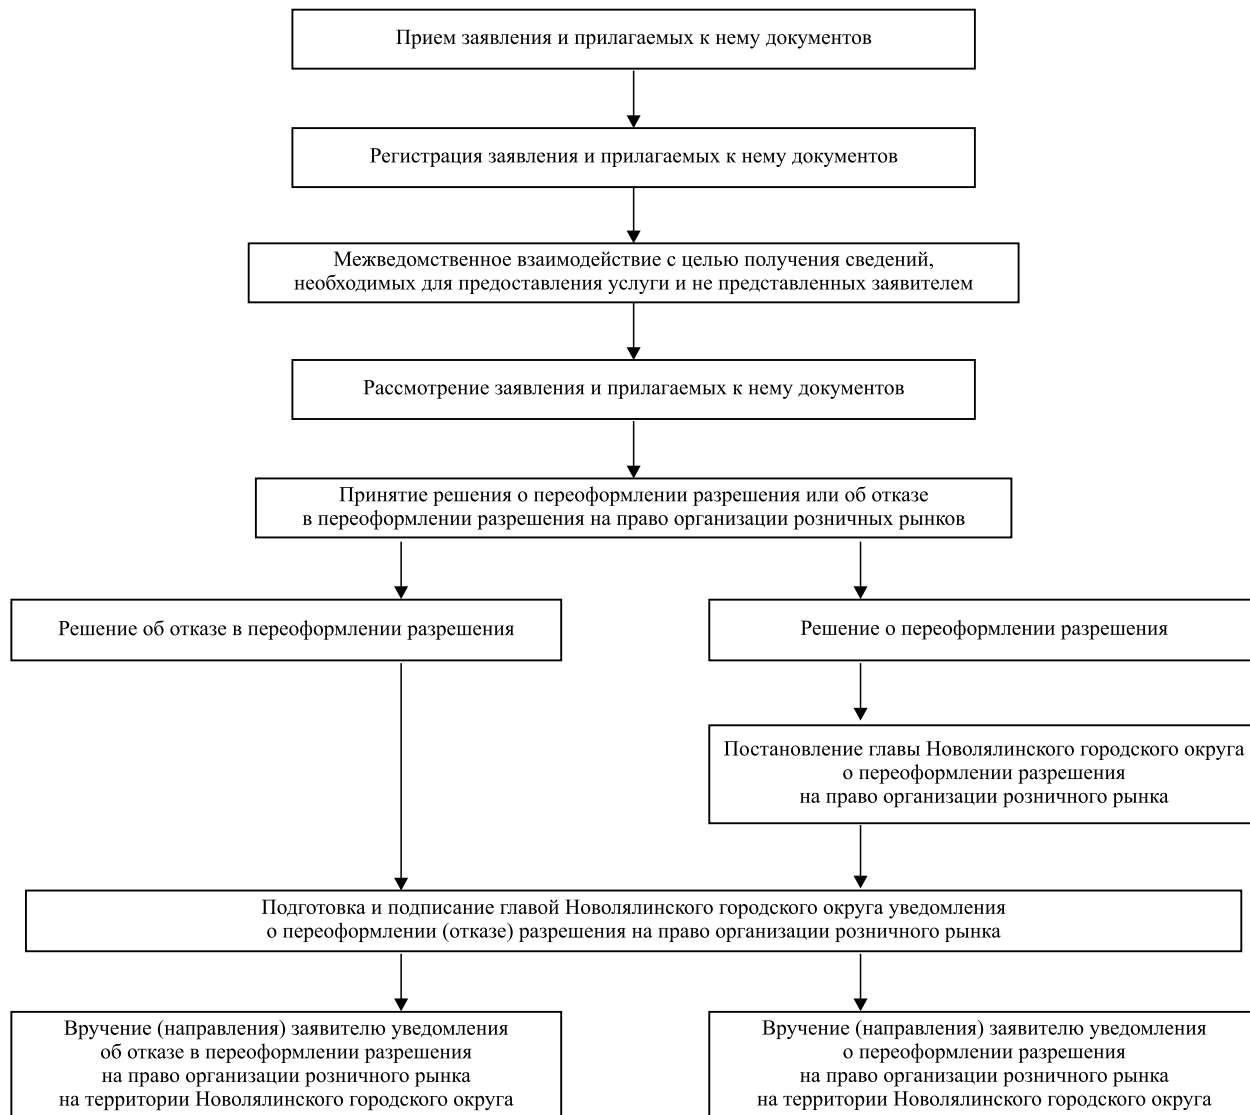 Прием заявления и прилагаемых к нему документов
Регистрация заявления и прилагаемых к нему документов
Межведомственное взаимодействие с целью получения сведений,
необходимых для предоставления услуги и не представленных заявителем
Рассмотрение заявления и прилагаемых к нему документов
Принятие решения о переоформлении разрешения или об отказе
в переоформлении разрешения на право организации розничных рынков
Решение об отказе в переоформлении разрешения
Решение о переоформлении разрешения
Постановление главы Новолялинского городского округа
о переоформлении разрешения
на право организации розничного рынка
Подготовка и подписание главой Новолялинского городского округа уведомления
о переоформлении (отказе) разрешения на право организации розничного рынка
Вручение (направления) заявителю уведомления
об отказе в переоформлении разрешения
на право организации розничного рынка
на территории Новолялинского городского округа
Вручение (направления) заявителю уведомления
о переоформлении разрешения
на право организации розничного рынка
на территории Новолялинского городского округа